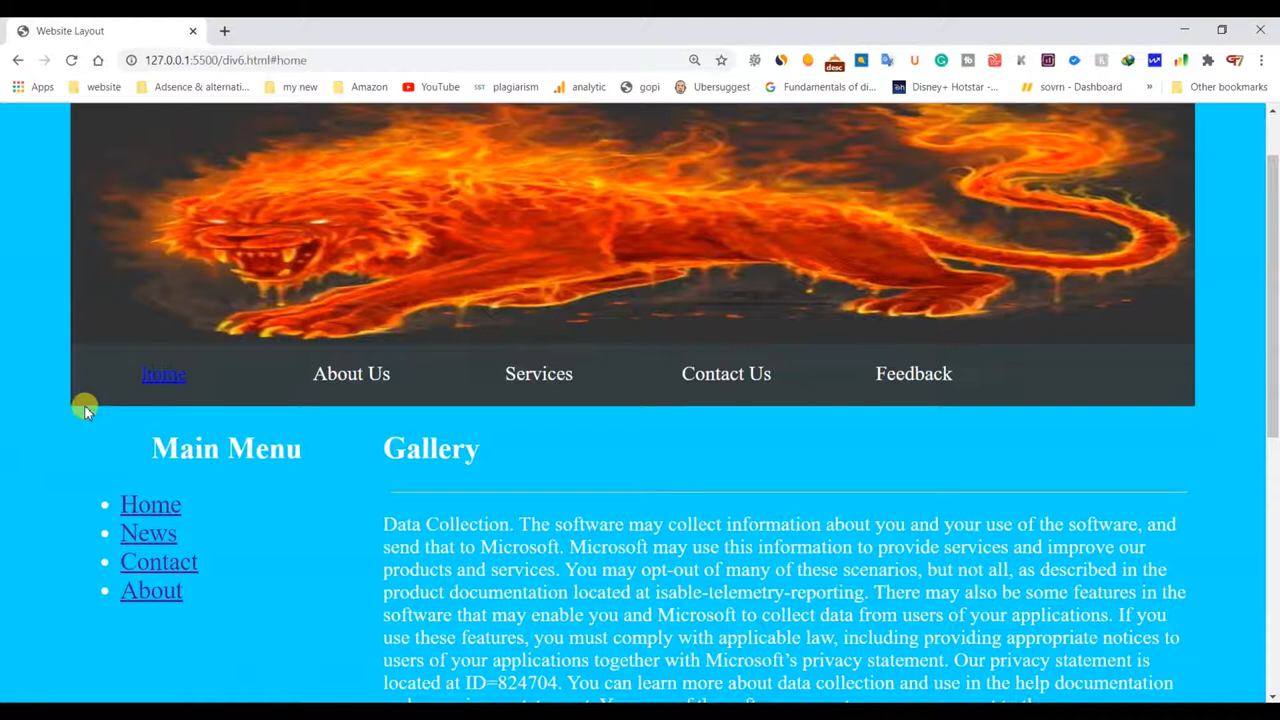 Website Layout
127.0.0.1:5500/div6.html#home
desc
Apps website Adsence & alternati... my new Amazon YouTube plagiarism analytic gopi Ubersuggest Fundamentals of di... Disney+ Hotstar -... sovrn - Dashboard » Other bookmarks
home About Us Services Contact Us Feedback
Main Menu
Home
News
Contact
About
Gallery
Data Collection. The software may collect information about you and your use of the software, and
send that to Microsoft. Microsoft may use this information to provide services and improve our
products and services. You may opt-out of many of these scenarios, but not all, as described in the
product documentation located at isable-telemetry-reporting. There may also be some features in the
software that may enable you and Microsoft to collect data from users of your applications. If you
use these features, you must comply with applicable law, including providing appropriate notices to
users of your applications together with Microsoft’s privacy statement. Our privacy statement is
located at ID=824704. You can learn more about data collection and use in the help documentation